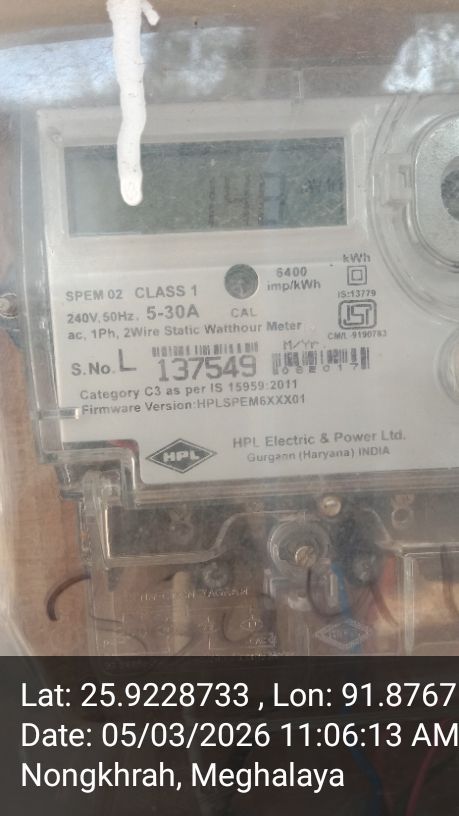 kWh
6400
imp/kWh
IS:13779
SPEM 02 CLASS 1
240V, 50Hz. 5-30A CAL
CM/L-9190783
ac, 1Ph, 2Wire Static Watthour Meter
M/Yr.
S.No. L 137549 082017
Category C3 as per IS 15959:2011
Firmware Version:HPLSPEM6XXX01
HPL
HPL Electric & Power Ltd.
Gurgaon (Haryana) INDIA
Lat: 25.9228733 , Lon: 91.8767
Date: 05/03/2026 11:06:13 AM
Nongkhrah, Meghalaya